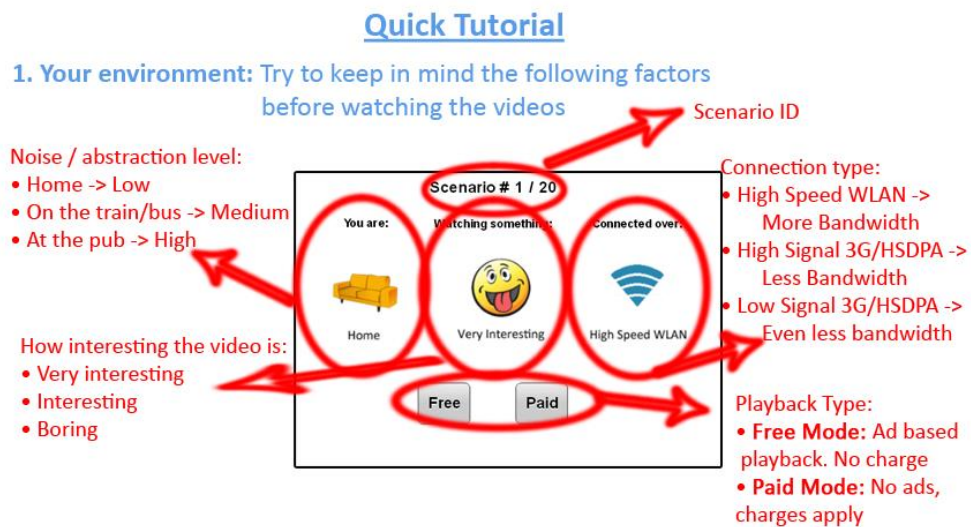 Quick Tutorial
1. Your environment: Try to keep in mind the following factors
before watching the videos
Scenario ID
Noise / abstraction level:
• Home -> Low
• On the train/bus -> Medium
• At the pub -> High
Scenario # 1 / 20
You are:
Watching something:
Connected over:
Home
Very Interesting
High Speed WLAN
Free
Paid
Connection type:
• High Speed WLAN ->
More Bandwidth
• High Signal 3G/HSDPA ->
Less Bandwidth
• Low Signal 3G/HSDPA ->
Even less bandwidth
How interesting the video is:
• Very interesting
• Interesting
• Boring
Playback Type:
• Free Mode: Ad based
playback. No charge
• Paid Mode: No ads,
charges apply